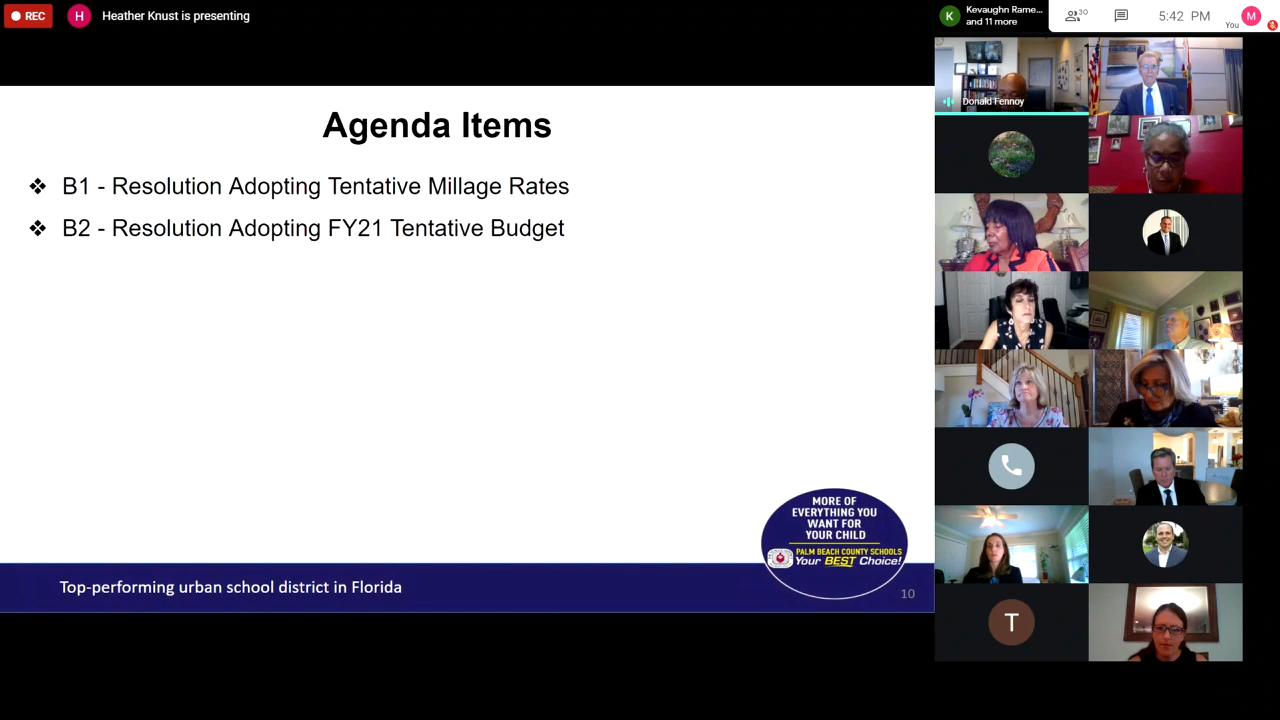 REC
H
Heather Knust is presenting
K
Kevaughn Rame...
and 11 more
30
5:42 PM
You
M
Donald Fennoy
Agenda Items
❖ B1 - Resolution Adopting Tentative Millage Rates
❖ B2 - Resolution Adopting FY21 Tentative Budget
MORE OF
EVERYTHING YOU
WANT FOR
YOUR CHILD
PALM BEACH COUNTY SCHOOLS
Your BEST Choice!
Top-performing urban school district in Florida
10
T